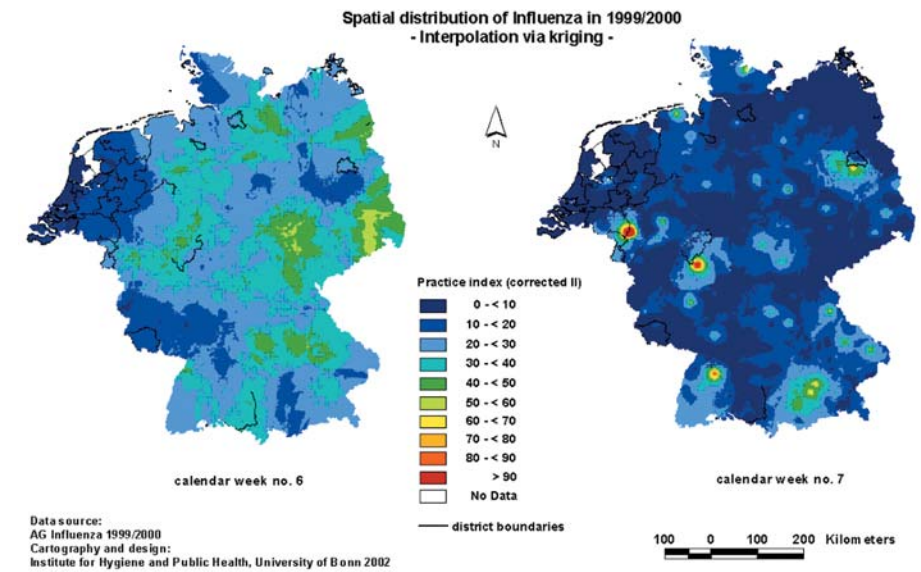 Spatial distribution of Influenza in 1999/2000
- Interpolation via kriging -
N
Practice index (corrected II)
0 - < 10
10 - < 20
20 - < 30
30 - < 40
40 - < 50
50 - < 60
60 - < 70
70 - < 80
80 - < 90
> 90
No Data
district boundaries
calendar week no. 6
calendar week no. 7
Data source:
AG Influenza 1999/2000
Cartography and design:
Institute for Hygiene and Public Health, University of Bonn 2002
100 0 100 200 Kilometers